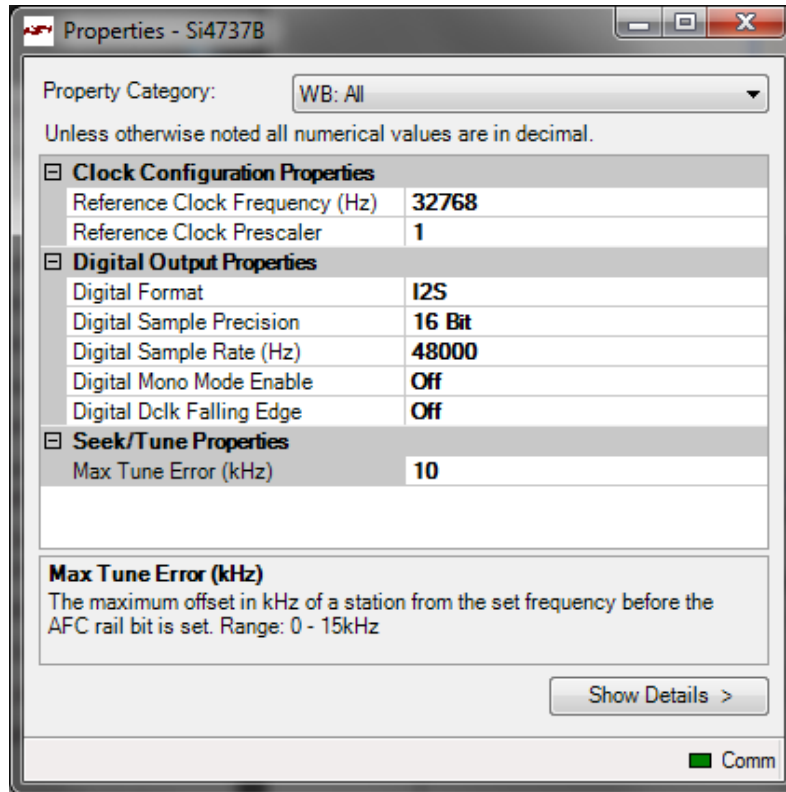 Properties - Si4737B
Property Category: WB: All
Unless otherwise noted all numerical values are in decimal.
Clock Configuration Properties
Reference Clock Frequency (Hz) 32768
Reference Clock Prescaler 1
Digital Output Properties
Digital Format I2S
Digital Sample Precision 16 Bit
Digital Sample Rate (Hz) 48000
Digital Mono Mode Enable Off
Digital Dclk Falling Edge Off
Seek/Tune Properties
Max Tune Error (kHz) 10
Max Tune Error (kHz)
The maximum offset in kHz of a station from the set frequency before the
AFC rail bit is set. Range: 0 - 15kHz
Show Details >
Comm